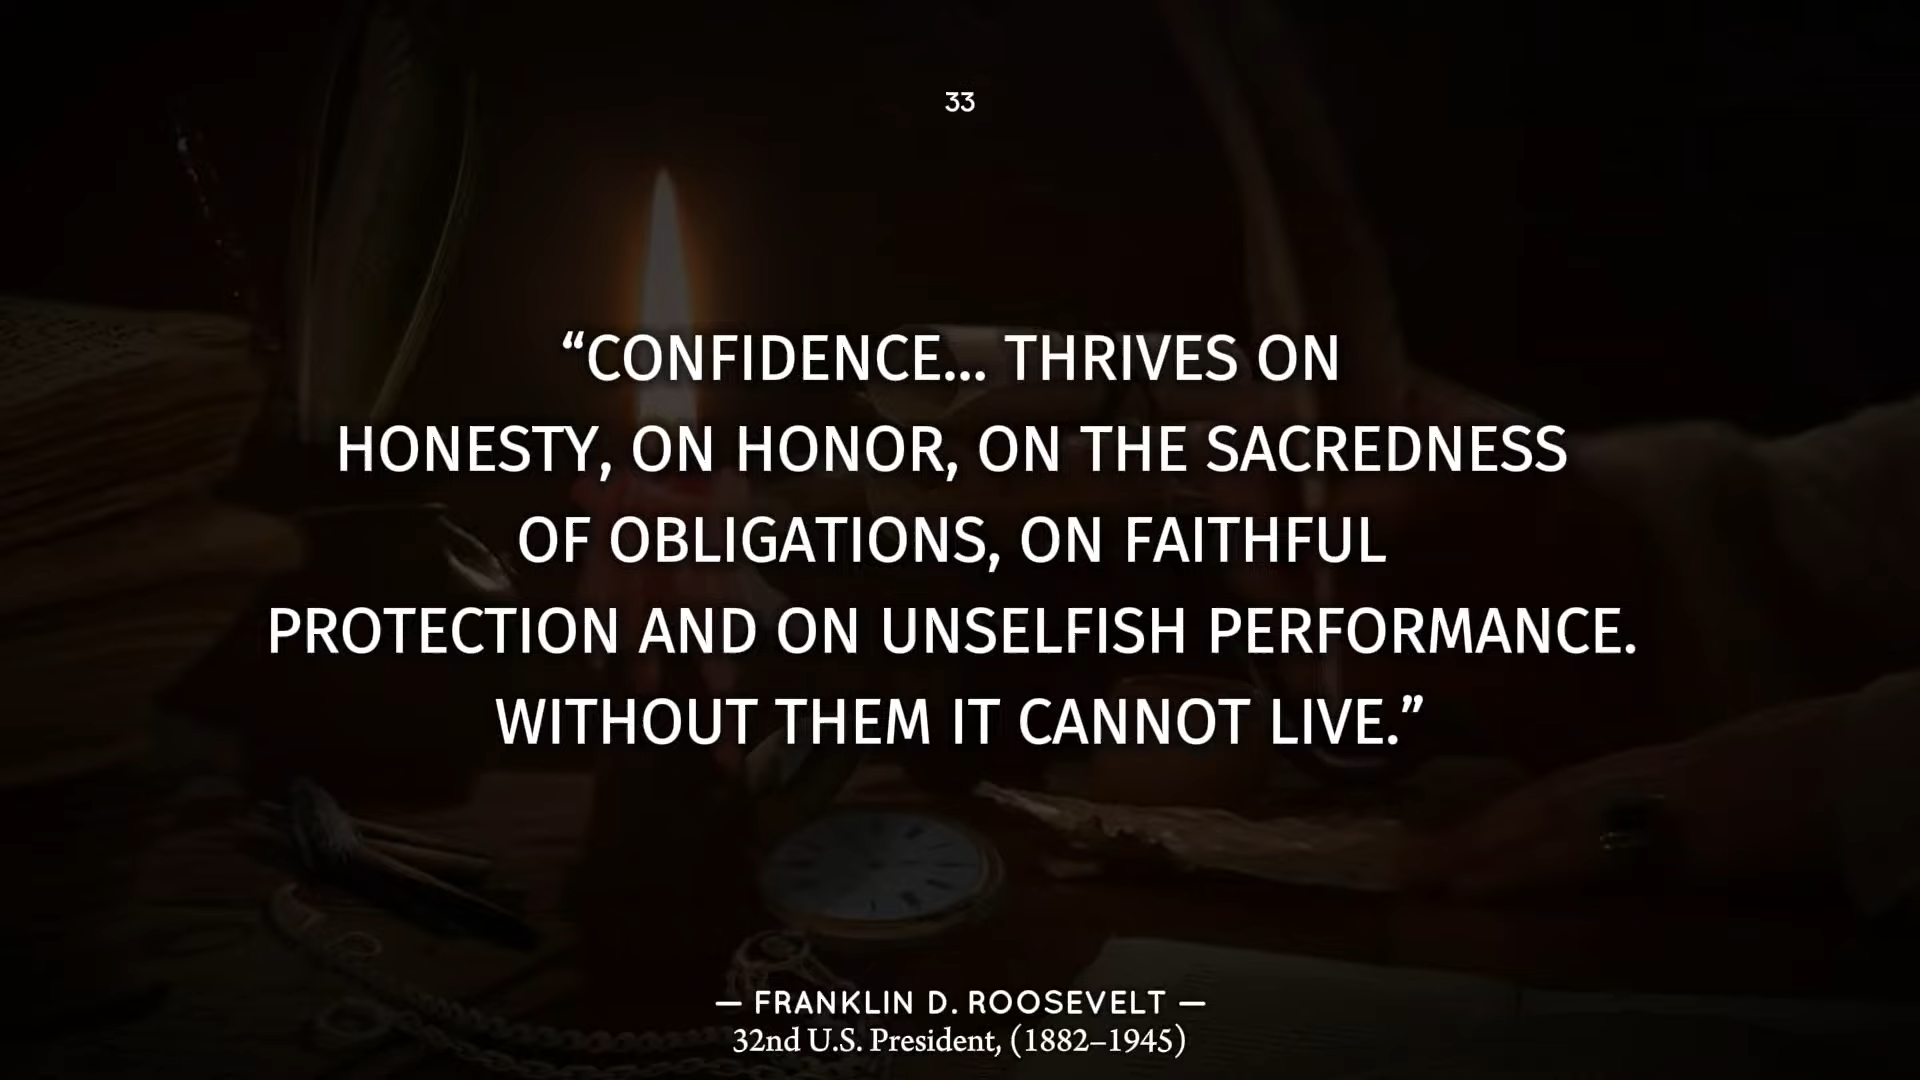 33
“CONFIDENCE... THRIVES ON
HONESTY, ON HONOR, ON THE SACREDNESS
OF OBLIGATIONS, ON FAITHFUL
PROTECTION AND ON UNSELFISH PERFORMANCE.
WITHOUT THEM IT CANNOT LIVE.”
— FRANKLIN D. ROOSEVELT —
32nd U.S. President, (1882–1945)